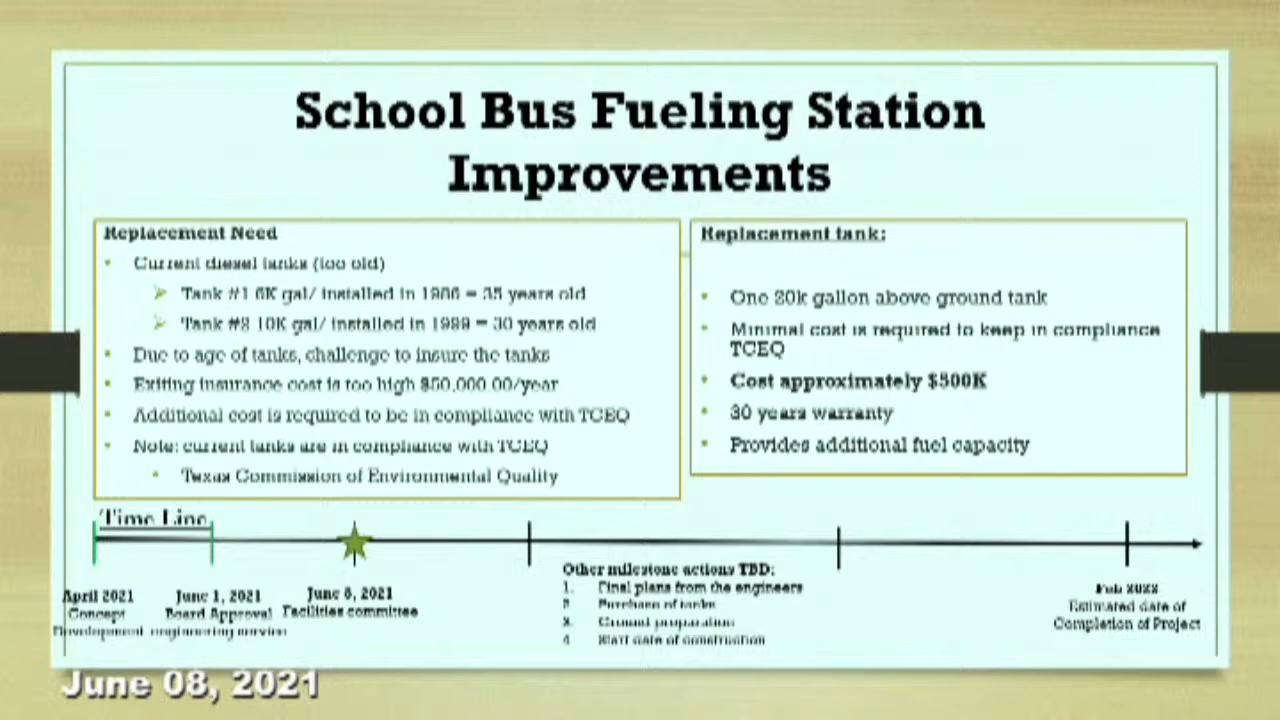 School Bus Fueling Station
Improvements
Replacement Need
Current diesel tanks (too old)
Tank #1 6K gal/ installed in 1986 = 35 years old
Tank #2 10K gal/ installed in = 30 years old
Due to age of tanks, challenge to insure the tanks
Exiting insurance cost is too high $50,000.00/year
Additional cost is required to be in compliance with TCEQ
Note: current tanks are in compliance with TCEQ
Texas Commission of Environmental Quality
Replacement tank:
One 20k gallon above ground tank
Minimal cost is required to keep in compliance
TCEQ
Cost approximately $500K
30 years warranty
Provides additional fuel capacity
Time Line
April 2021
Concept
Development
June 1, 2021
Board Approval
engineering service
June 8, 2021
Facilities committee
Other milestone actions TBD:
1. Final plans from the engineers
2. Purchase of tanks
3. Ground preparation
4. Start date of construction
Feb 2022
Estimated date of
Completion of Project
June 08, 2021